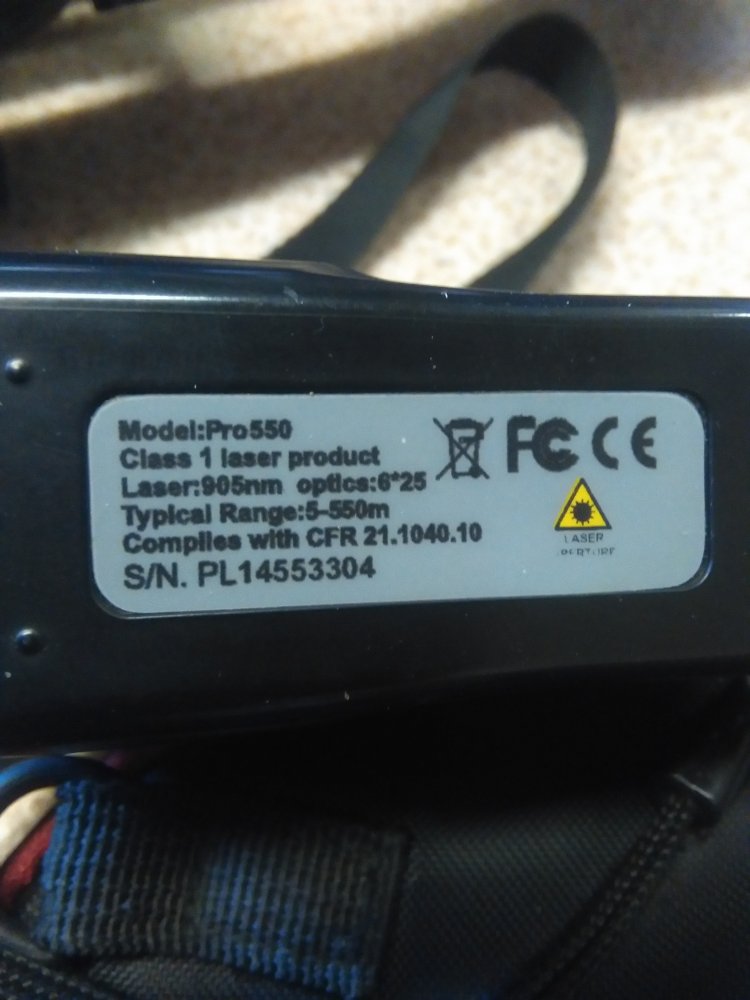 Model:Pro550
Class 1 laser product
Laser:905nm optics:6*25
Typical Range:5-550m
Complies with CFR 21.1040.10
S/N. PL14553304
FC CE
LASER